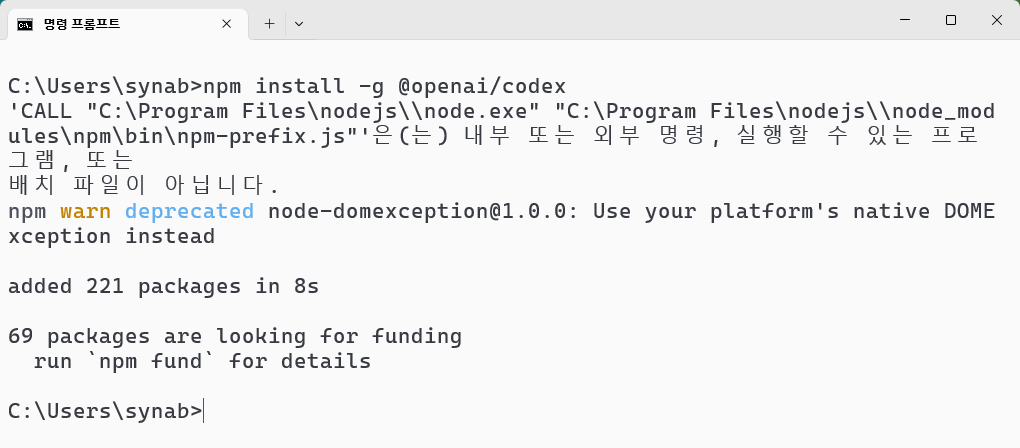 명령 프롬프트
C:\Users\synab>npm install -g @openai/codex
'CALL "C:\Program Files\nodejs\\node.exe" "C:\Program Files\nodejs\\node_mod
ules\npm\bin\npm-prefix.js"'은(는) 내부 또는 외부 명령, 실행할 수 있는 프로
그램, 또는
배치 파일이 아닙니다.
npm warn deprecated node-domexception@1.0.0: Use your platform's native DOME
xception instead
added 221 packages in 8s
69 packages are looking for funding
  run `npm fund` for details
C:\Users\synab>